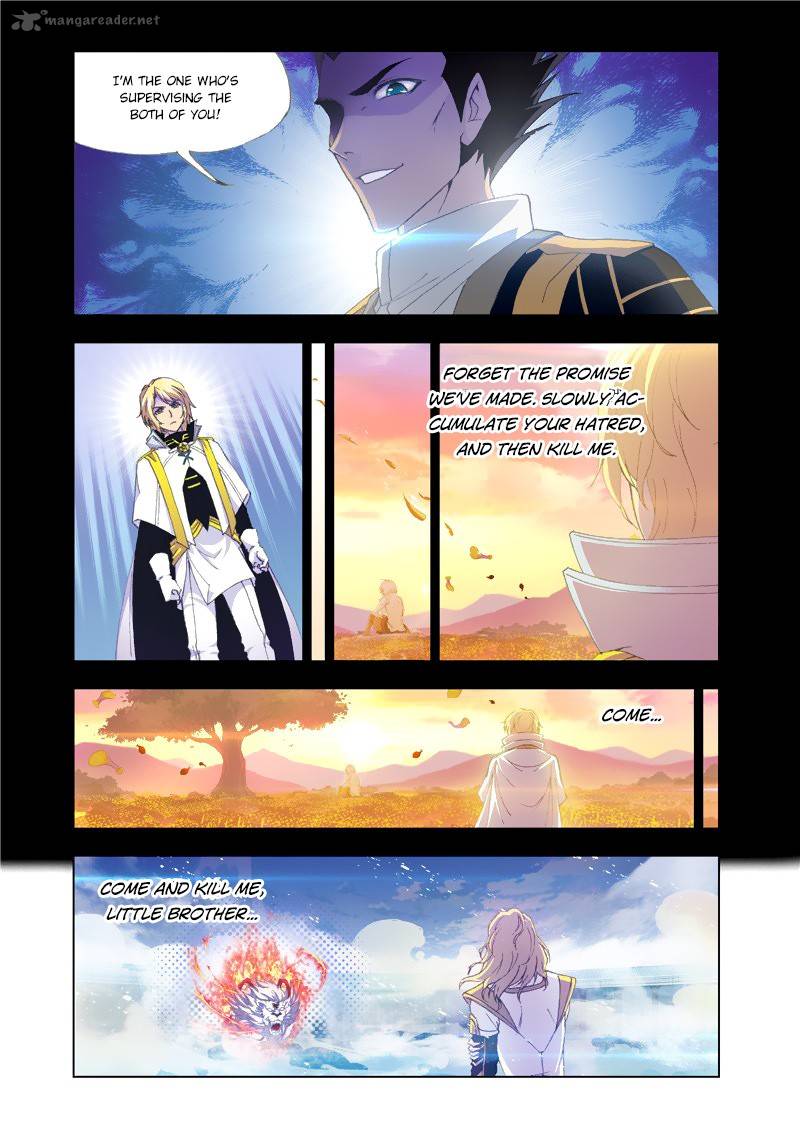 mangareader.net
I'M THE ONE WHO'S
SUPERVISING THE
BOTH OF YOU!
FORGET THE PROMISE
WE'VE MADE. SLOWLY AC-
CUMULATE YOUR HATRED,
AND THEN KILL ME.
COME...
COME AND KILL ME,
LITTLE BROTHER...